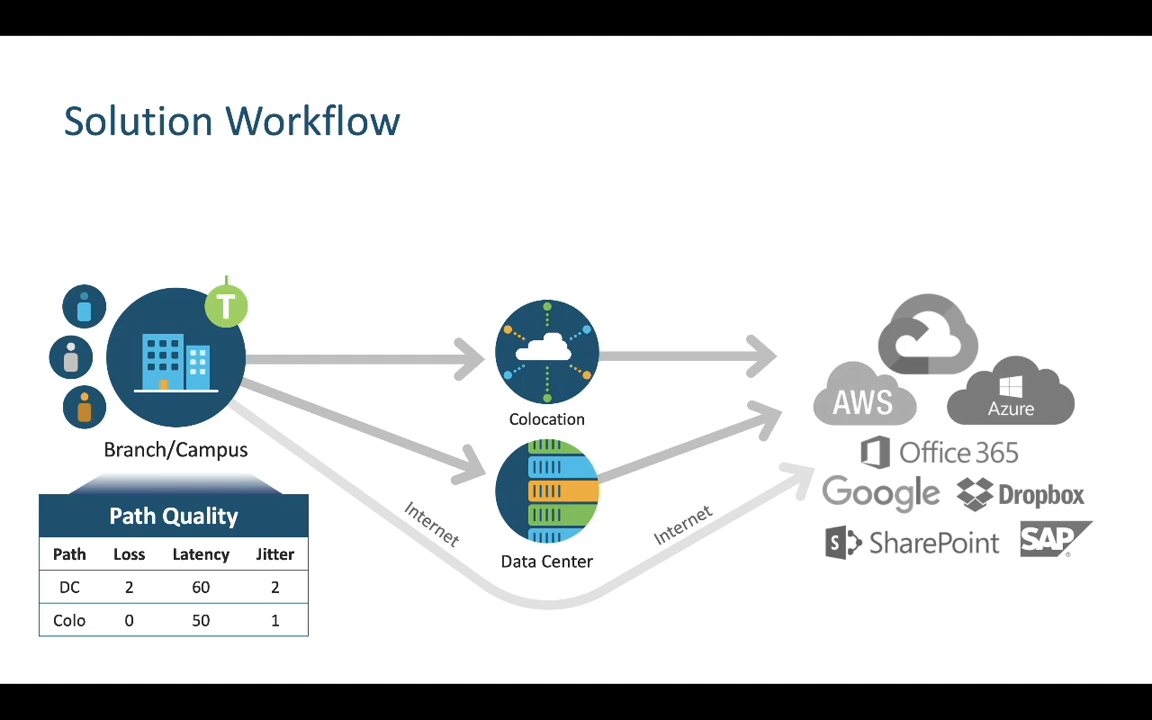 Solution Workflow
T
Branch/Campus
Path Quality
Path Loss Latency Jitter
DC 2 60 2
Colo 0 50 1
Colocation
Data Center
Internet
Internet
AWS
Azure
Office 365
Google
Dropbox
S
SharePoint
SAP